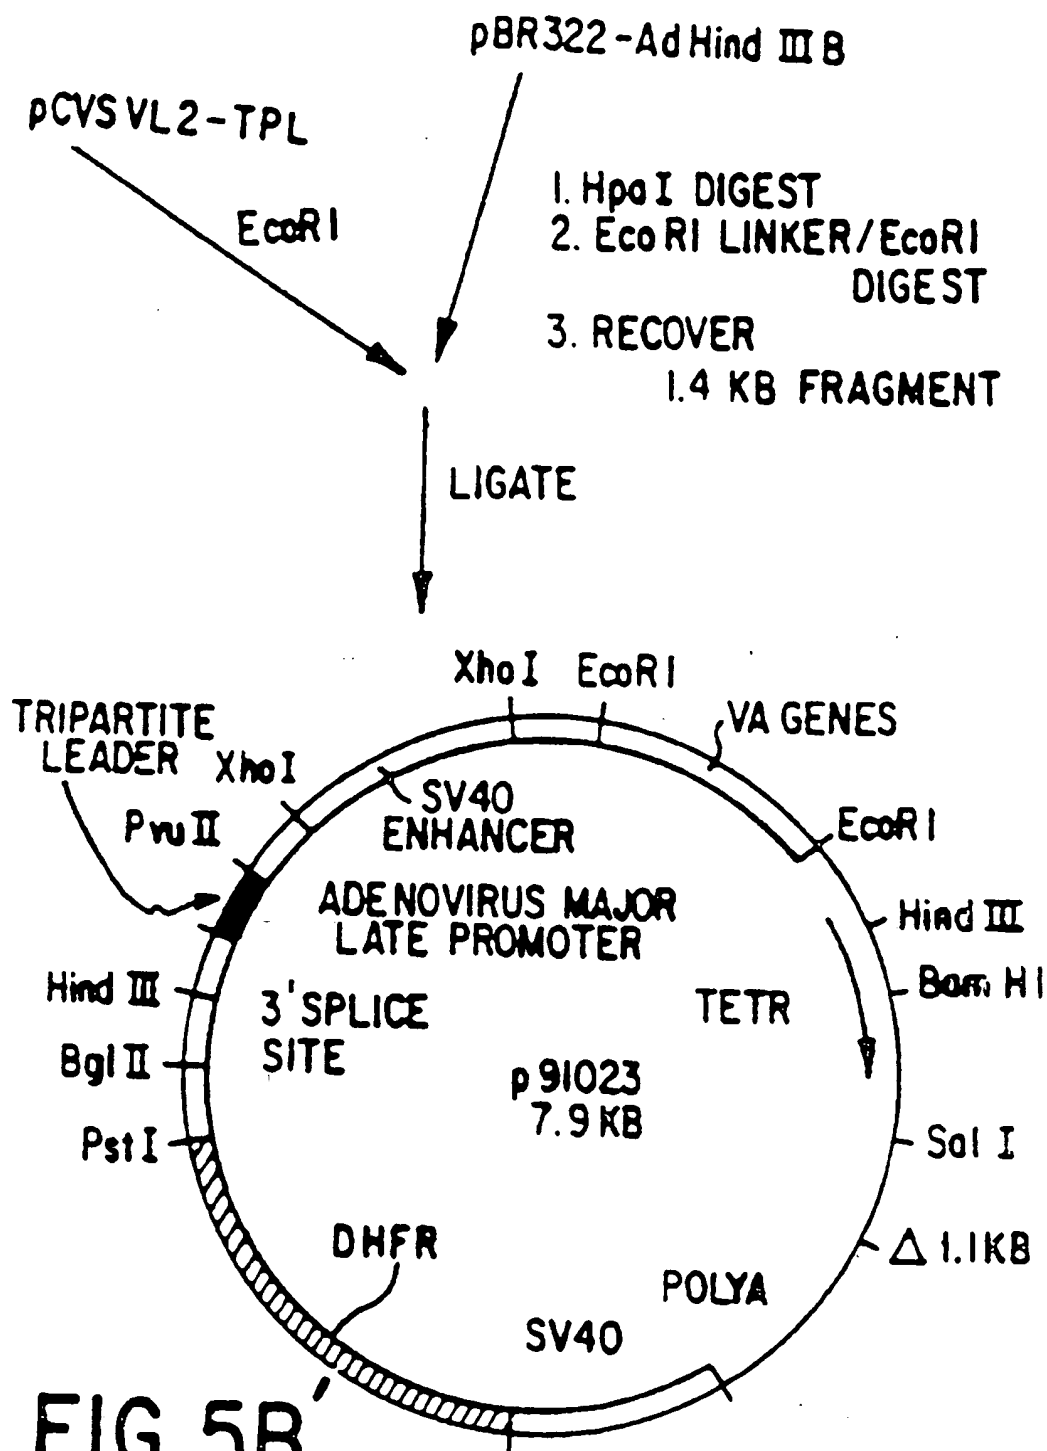 pBR322-Ad Hind III B
pCVSVL2-TPL
EcoRI
1. HpaI DIGEST
2. EcoRI LINKER/EcoRI
DIGEST
3. RECOVER
1.4 KB FRAGMENT
LIGATE
XhoI EcoRI
TRIPARTITE
LEADER
XhoI
VA GENES
PvuII
SV40
ENHANCER
EcoRI
ADENOVIRUS MAJOR
LATE PROMOTER
Hind III
Hind III
3' SPLICE
SITE
TETR
Bam HI
Bgl II
p91023
7.9 KB
PstI
Sal I
DHFR
Δ 1.1KB
POLYA
SV40
FIG. 5B